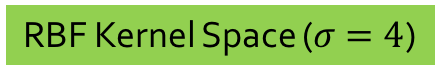 RBF Kernel Space (𝜎 = 4)